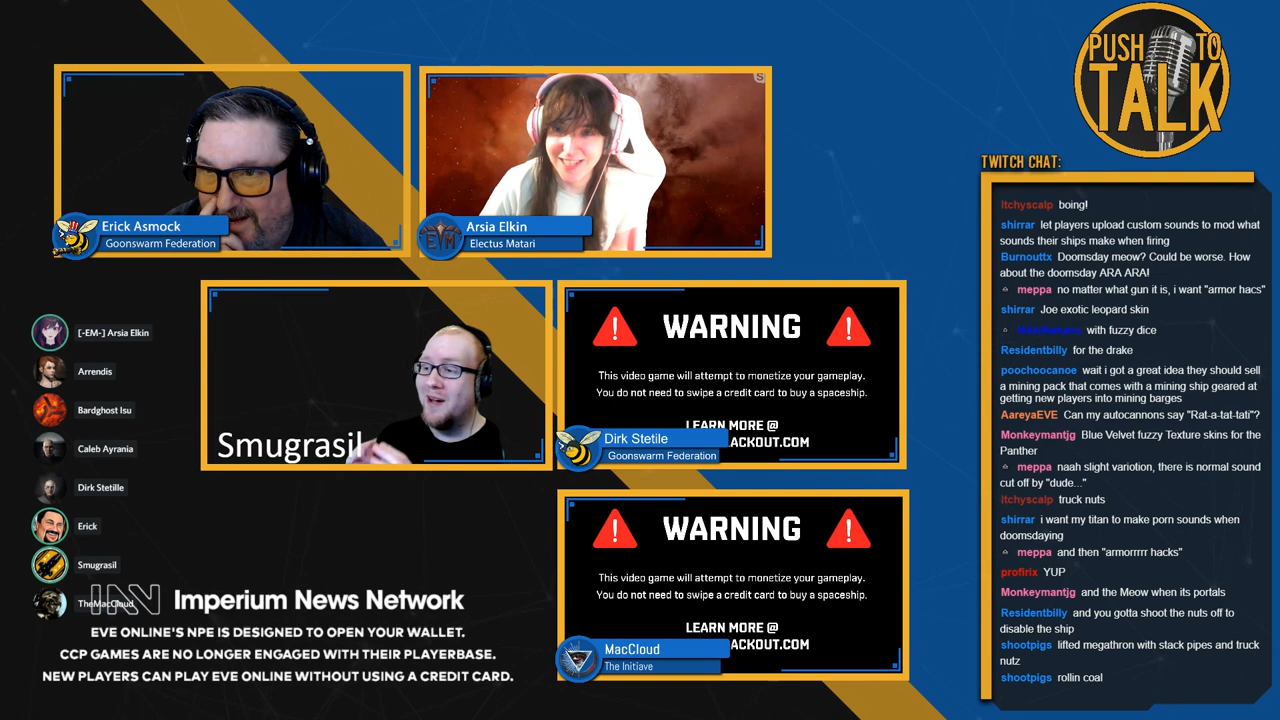 PUSH TO
TALK
TWITCH CHAT:
Erick Asmock
Goonswarm Federation
S
Arsia Elkin
Electus Matari
EM
Smugrasil
WARNING
This video game will attempt to monetize your gameplay.
You do not need to swipe a credit card to buy a spaceship.
LEARN MORE @
ACKOUT.COM
Dirk Stetile
Goonswarm Federation
WARNING
This video game will attempt to monetize your gameplay.
You do not need to swipe a credit card to buy a spaceship.
LEARN MORE @
ACKOUT.COM
MacCloud
The Initiave
[-EM-] Arsia Elkin
Arrendis
Bardghost Isu
Caleb Ayrania
Dirk Stetille
Erick
Smugrasil
TheMacCloud
INN Imperium News Network
EVE ONLINE'S NPE IS DESIGNED TO OPEN YOUR WALLET.
CCP GAMES ARE NO LONGER ENGAGED WITH THEIR PLAYERBASE.
NEW PLAYERS CAN PLAY EVE ONLINE WITHOUT USING A CREDIT CARD.
Itchyscalp boing!
shirrar let players upload custom sounds to mod what
sounds their ships make when firing
Burnouttx Doomsday meow? Could be worse. How
about the doomsday ARA ARA!
meppa no matter what gun it is, i want "armor hacs"
shirrar Joe exotic leopard skin
with fuzzy dice
Residentbilly for the drake
poochoocanoe wait i got a great idea they should sell
a mining pack that comes with a mining ship geared at
getting new players into mining barges
AareyaEVE Can my autocannons say "Rat-a-tat-tati"?
Monkeymantjg Blue Velvet fuzzy Texture skins for the
Panther
meppa naah slight variotion, there is normal sound
cut off by "dude..."
Itchyscalp truck nuts
shirrar i want my titan to make porn sounds when
doomsdaying
meppa and then "armorrrrr hacks"
profirix YUP
Monkeymantjg and the Meow when its portals
Residentbilly and you gotta shoot the nuts off to
disable the ship
shootpigs lifted megathron with stack pipes and truck
nutz
shootpigs rollin coal